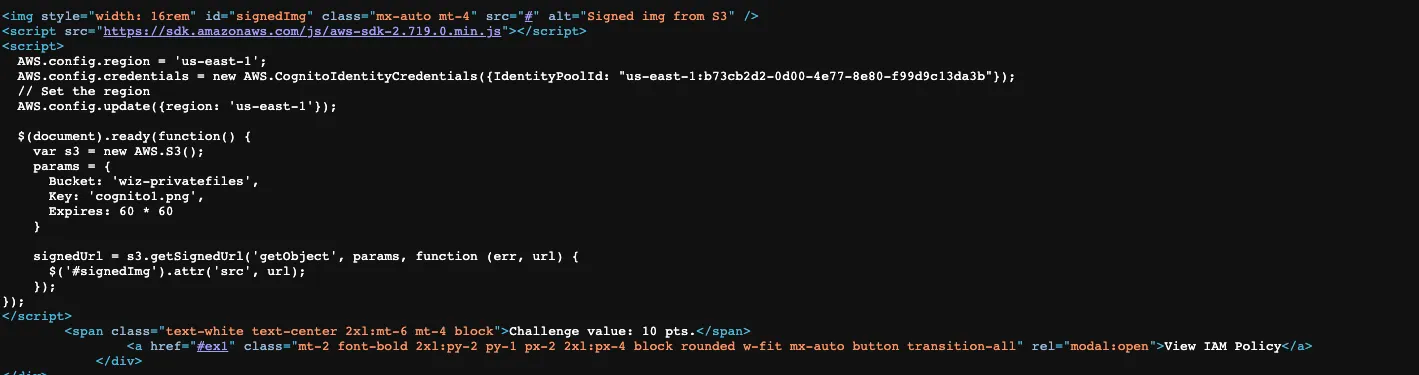 <img style="width: 16rem" id="signedImg" class="mx-auto mt-4" src="#" alt="Signed img from S3" />
<script src="https://sdk.amazonaws.com/js/aws-sdk-2.719.0.min.js"></script>
<script>
  AWS.config.region = 'us-east-1';
  AWS.config.credentials = new AWS.CognitoIdentityCredentials({IdentityPoolId: "us-east-1:b73cb2d2-0d00-4e77-8e80-f99d9c13da3b"});
  // Set the region
  AWS.config.update({region: 'us-east-1'});

  $(document).ready(function() {
    var s3 = new AWS.S3();
    params = {
      Bucket: 'wiz-privatefiles',
      Key: 'cognito1.png',
      Expires: 60 * 60
    }

    signedUrl = s3.getSignedUrl('getObject', params, function (err, url) {
      $('#signedImg').attr('src', url);
    });
});
</script>
        <span class="text-white text-center 2xl:mt-6 mt-4 block">Challenge value: 10 pts.</span>
                <a href="#ex1" class="mt-2 font-bold 2xl:py-2 py-1 px-2 2xl:px-4 block rounded w-fit mx-auto button transition-all" rel="modal:open">View IAM Policy</a>
            </div>